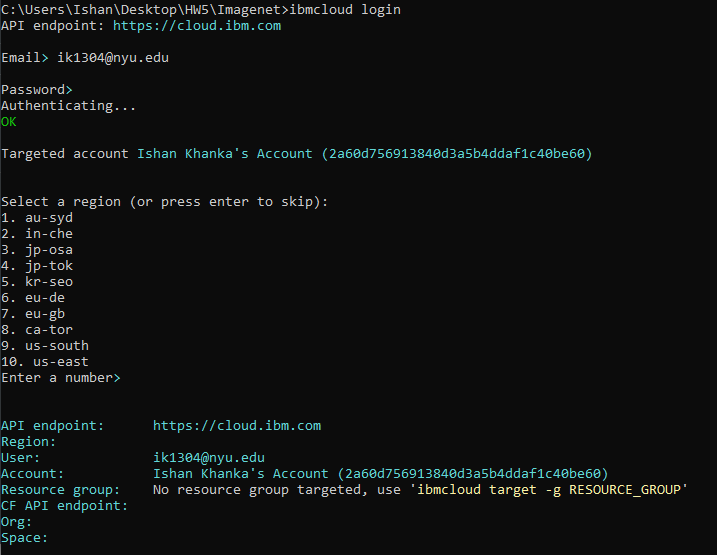 C:\Users\Ishan\Desktop\HW5\Imagenet>ibmcloud login
API endpoint: https://cloud.ibm.com
Email> ik1304@nyu.edu
Password>
Authenticating...
OK
Targeted account Ishan Khanka's Account (2a60d756913840d3a5b4ddaf1c40be60)
Select a region (or press enter to skip):
1. au-syd
2. in-che
3. jp-osa
4. jp-tok
5. kr-seo
6. eu-de
7. eu-gb
8. ca-tor
9. us-south
10. us-east
Enter a number>
API endpoint:      https://cloud.ibm.com
Region:
User:              ik1304@nyu.edu
Account:           Ishan Khanka's Account (2a60d756913840d3a5b4ddaf1c40be60)
Resource group:    No resource group targeted, use 'ibmcloud target -g RESOURCE_GROUP'
CF API endpoint:
Org:
Space: